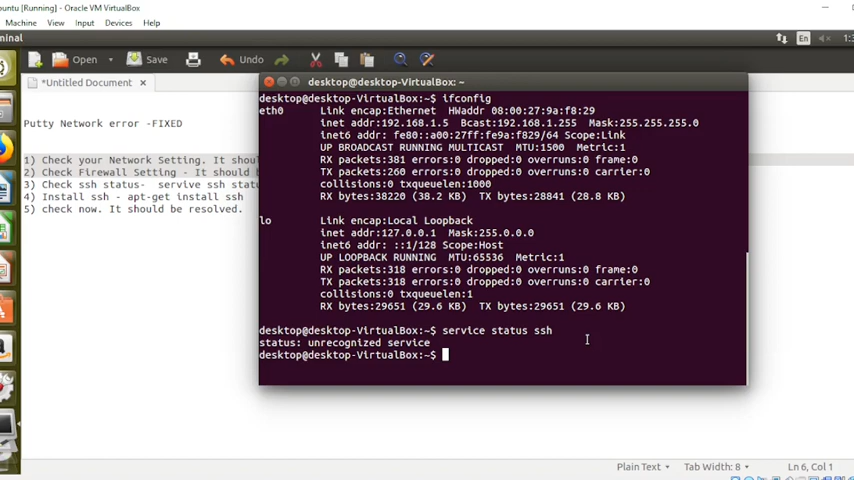 buntu [Running] - Oracle VM VirtualBox
Machine View Input Devices Help
minal
En
Open
Save
Undo
*Untitled Document
Putty Network error -FIXED
1) Check your Network Setting. It shou
2) Check Firewall Setting - It should b
3) Check ssh status- servive ssh statu
4) Install ssh - apt-get install ssh
5) check now. It should be resolved.
desktop@desktop-VirtualBox: ~
desktop@desktop-VirtualBox:~$ ifconfig
eth0 Link encap:Ethernet HWaddr 08:00:27:9a:f8:29
inet addr:192.168.1.5 Bcast:192.168.1.255 Mask:255.255.255.0
inet6 addr: fe80::a00:27ff:fe9a:f829/64 Scope:Link
UP BROADCAST RUNNING MULTICAST MTU:1500 Metric:1
RX packets:381 errors:0 dropped:0 overruns:0 frame:0
TX packets:260 errors:0 dropped:0 overruns:0 carrier:0
collisions:0 txqueuelen:1000
RX bytes:38220 (38.2 KB) TX bytes:28841 (28.8 KB)
lo Link encap:Local Loopback
inet addr:127.0.0.1 Mask:255.0.0.0
inet6 addr: ::1/128 Scope:Host
UP LOOPBACK RUNNING MTU:65536 Metric:1
RX packets:318 errors:0 dropped:0 overruns:0 frame:0
TX packets:318 errors:0 dropped:0 overruns:0 carrier:0
collisions:0 txqueuelen:1
RX bytes:29651 (29.6 KB) TX bytes:29651 (29.6 KB)
desktop@desktop-VirtualBox:~$ service status ssh
status: unrecognized service
desktop@desktop-VirtualBox:~$
Plain Text Tab Width: 8 Ln 6, Col 1